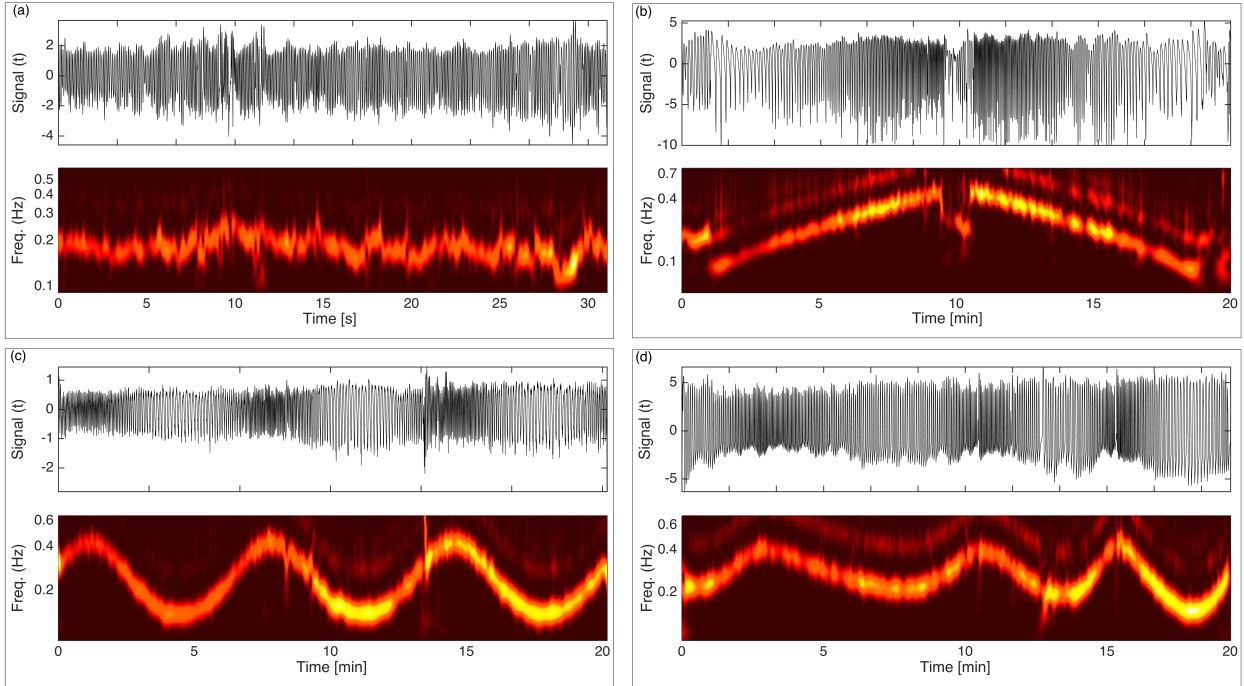 (a)
Signal (t)
2
0
-2
-4
Freq. (Hz)
0.5
0.4
0.3
0.2
0.1
0 5 10 15 20 25 30
Time [s]
(b)
Signal (t)
5
0
-5
-10
Freq. (Hz)
0.7
0.4
0.1
0 5 10 15 20
Time [min]
(c)
Signal (t)
1
0
-1
-2
Freq. (Hz)
0.6
0.4
0.2
0 5 10 15 20
Time [min]
(d)
Signal (t)
5
0
-5
Freq. (Hz)
0.6
0.4
0.2
0 5 10 15 20
Time [min]